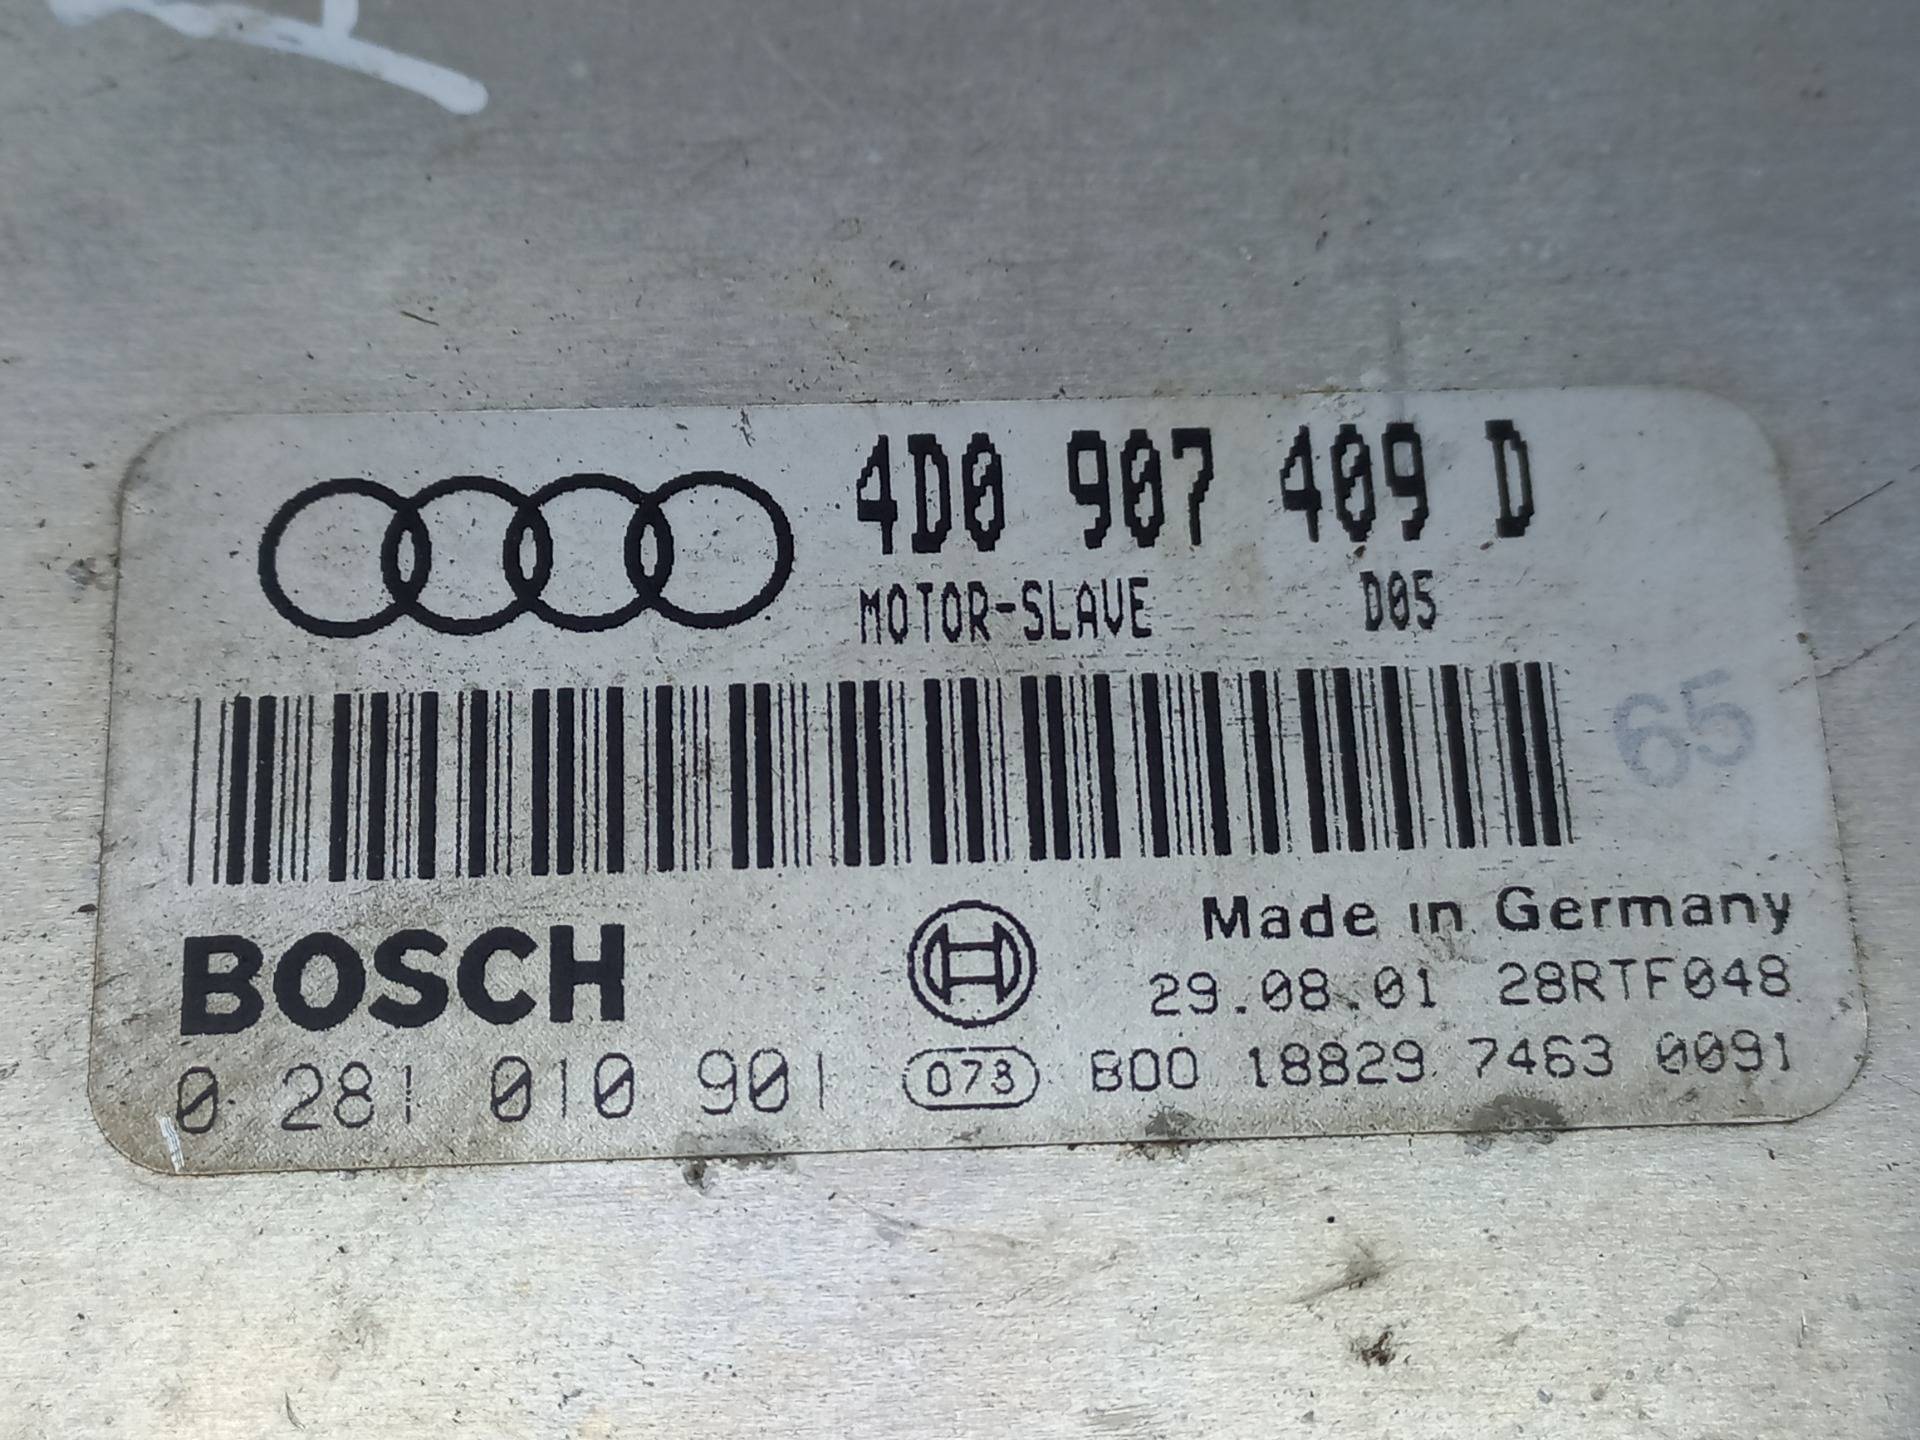 4D0 907 409 D
MOTOR-SLAVE D05
65
BOSCH
Made in Germany
29.08.01 28RTF048
0 281 010 901 073 BOO 18829 7463 0091